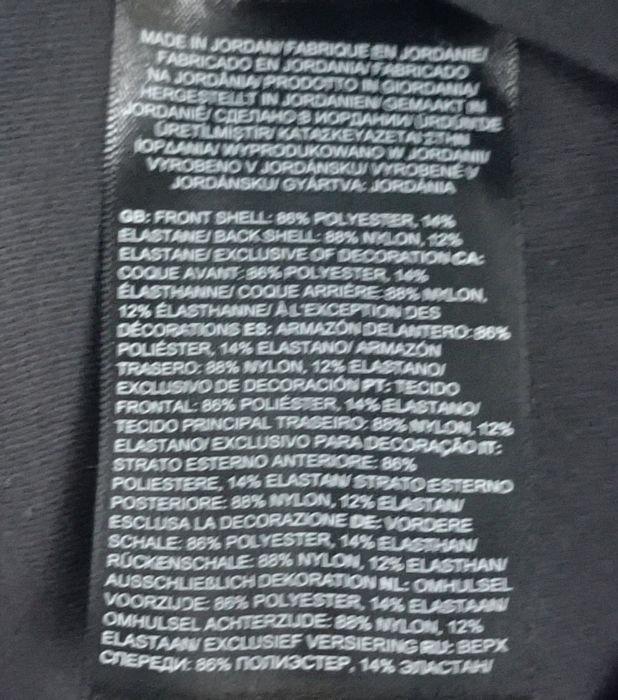 MADE IN JORDAN/ FABRIQUE EN JORDANIE/
FABRICADO EN JORDANIA/ FABRICADO
NA JORDÂNIA/ PRODOTTO IN GIORDANIA/
HERGESTELLT IN JORDANIEN/ GEMAAKT IN
JORDANIË/ СДЕЛАНО В ИОРДАНИИ/ ÜRDÜN'DE
ÜRETİLMİŞTİR/ ΚΑΤΑΣΚΕΥΑΖΕΤΑΙ ΣΤΗΝ
ΙΟΡΔΑΝΙΑ/ WYPRODUKOWANO W JORDANII/
VYROBENO V JORDÁNSKU/ VYROBENÉ V
JORDÁNSKU/ GYÁRTVA: JORDÁNIA
GB: FRONT SHELL: 86% POLYESTER, 14%
ELASTANE/ BACK SHELL: 88% NYLON, 12%
ELASTANE/ EXCLUSIVE OF DECORATION CA:
COQUE AVANT: 86% POLYESTER, 14%
ÉLASTHANNE/ COQUE ARRIÈRE: 88% NYLON,
12% ÉLASTHANNE/ À L'EXCEPTION DES
DÉCORATIONS ES: ARMAZÓN DELANTERO: 86%
POLIÉSTER, 14% ELASTANO/ ARMAZÓN
TRASERO: 88% NYLON, 12% ELASTANO/
EXCLUSIVO DE DECORACIÓN PT: TECIDO
FRONTAL: 86% POLIÉSTER, 14% ELASTANO/
TECIDO PRINCIPAL TRASEIRO: 88% NYLON, 12%
ELASTANO/ EXCLUSIVO PARA DECORAÇÃO IT:
STRATO ESTERNO ANTERIORE: 86%
POLIESTERE, 14% ELASTAN/ STRATO ESTERNO
POSTERIORE: 88% NYLON, 12% ELASTAN/
ESCLUSA LA DECORAZIONE DE: VORDERE
SCHALE: 86% POLYESTER, 14% ELASTHAN/
RÜCKENSCHALE: 88% NYLON, 12% ELASTHAN/
AUSSCHLIEßLICH DEKORATION NL: OMHULSEL
VOORZIJDE: 86% POLYESTER, 14% ELASTAAN/
OMHULSEL ACHTERZIJDE: 88% NYLON, 12%
ELASTAAN/ EXCLUSIEF VERSIERING RU: ВЕРХ
СПЕРЕДИ: 86% ПОЛИЭСТЕР, 14% ЭЛАСТАН/